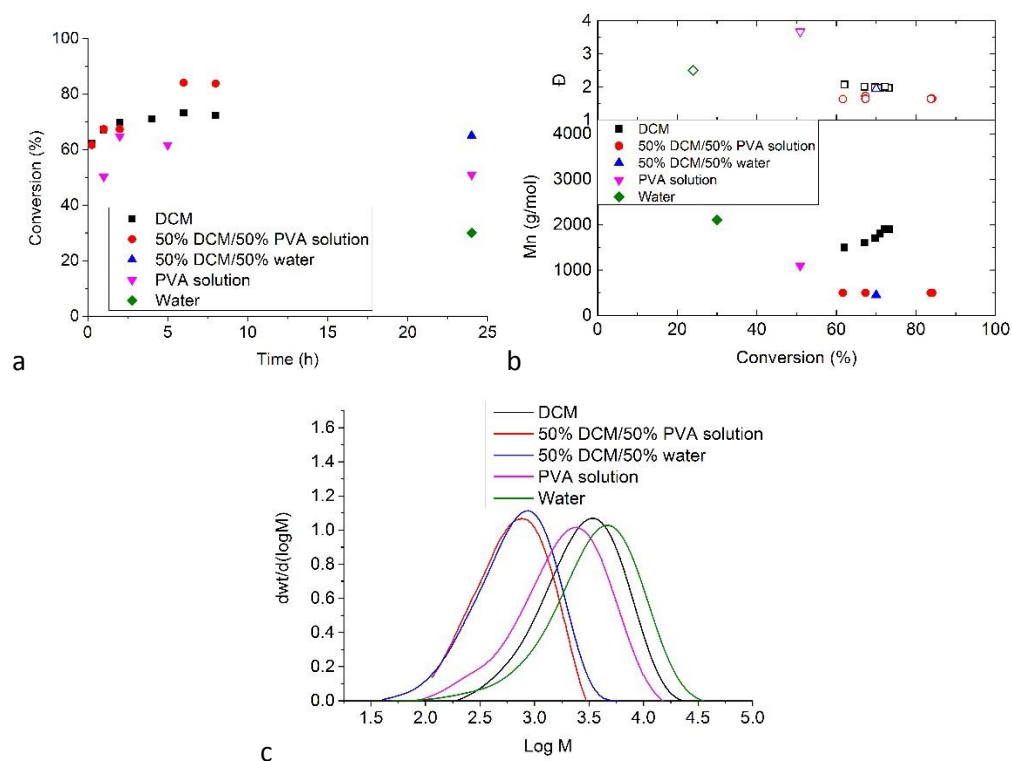 100
80
60
40
20
0
Conversion (%)
DCM
50% DCM/50% PVA solution
50% DCM/50% water
PVA solution
Water
0 5 10 15 20 25
Time (h)
a
4
3
2
1
Đ
4000
3000
2000
1000
0
Mn (g/mol)
DCM
50% DCM/50% PVA solution
50% DCM/50% water
PVA solution
Water
0 20 40 60 80 100
Conversion (%)
b
DCM
50% DCM/50% PVA solution
50% DCM/50% water
PVA solution
Water
1.6
1.4
1.2
1.0
0.8
0.6
0.4
0.2
0.0
dwt/d(logM)
1.5 2.0 2.5 3.0 3.5 4.0 4.5 5.0
Log M
c